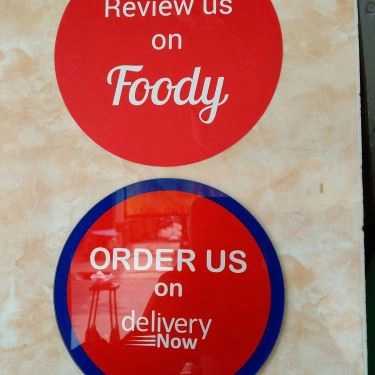 Review us
on
Foody
ORDER US
on
delivery
Now